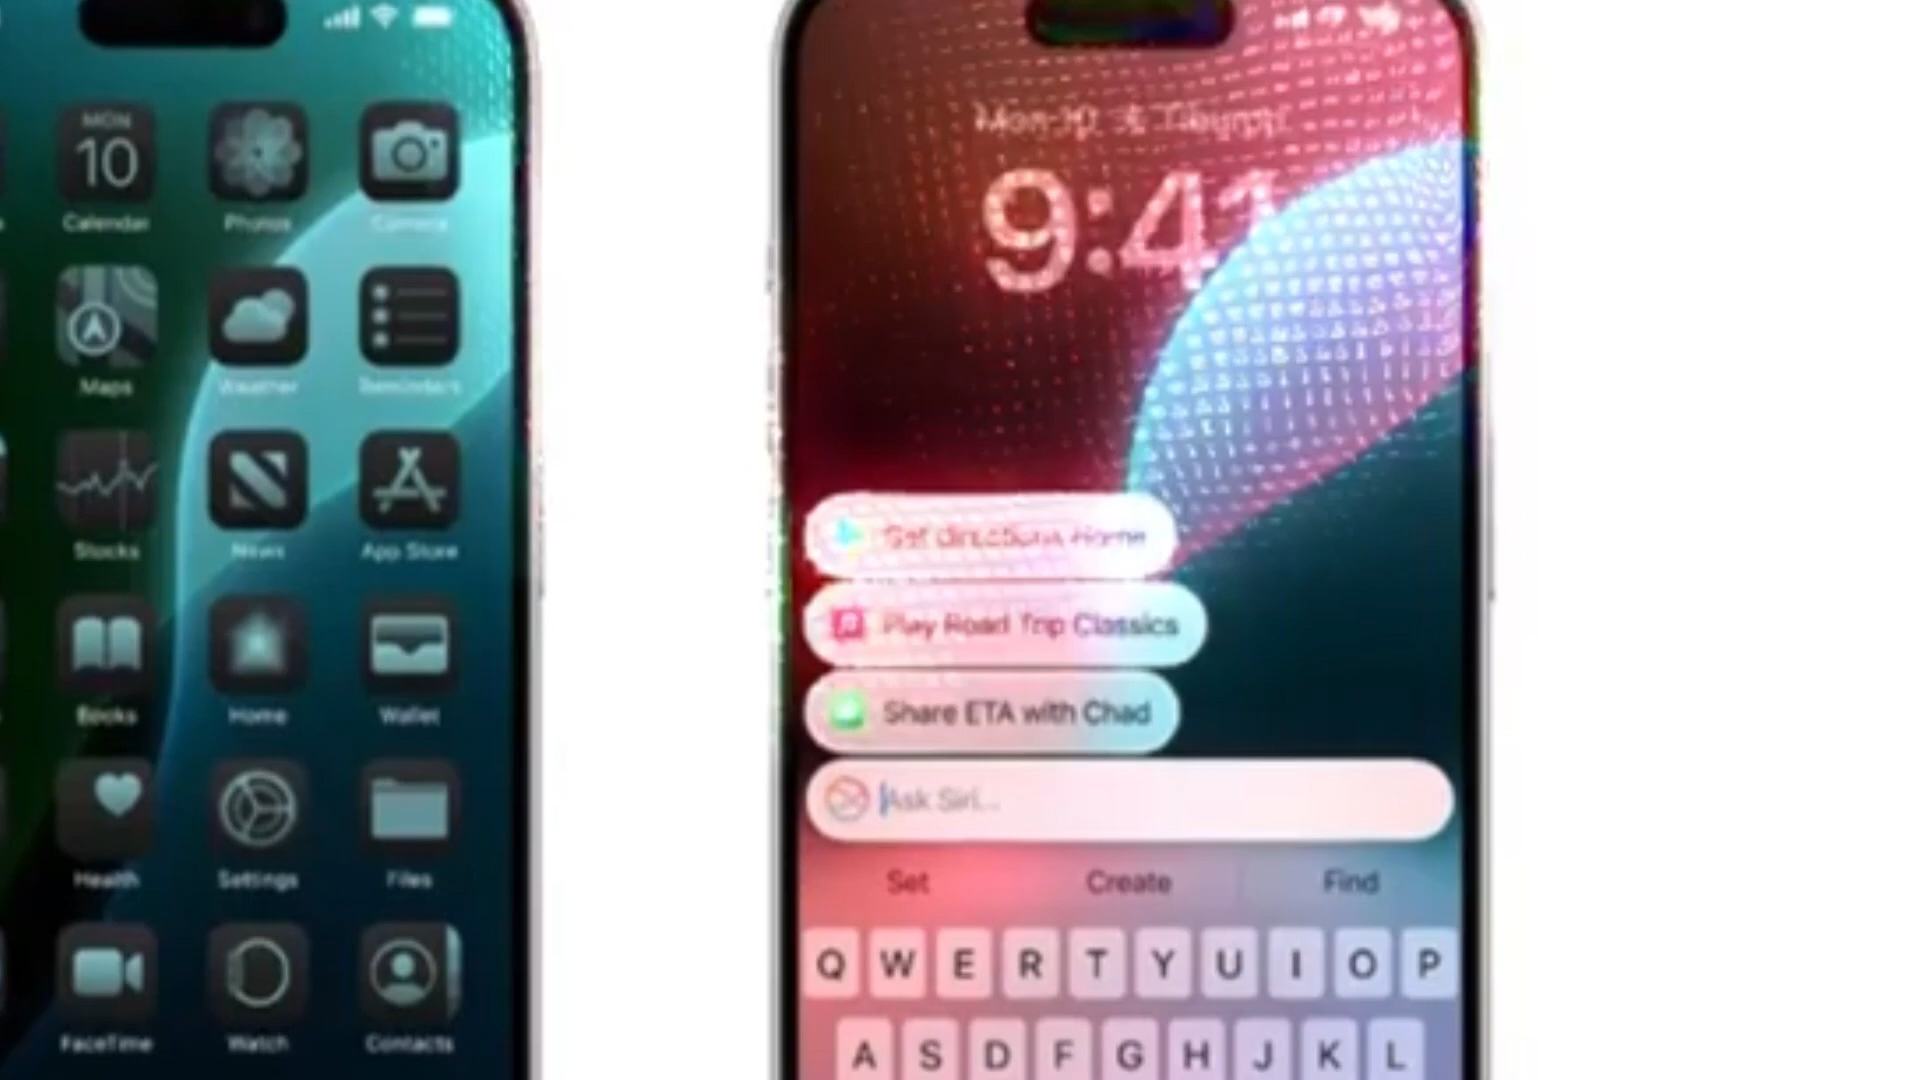 MON
10
Calendar
Photos
Camera
Maps
Weather
Reminders
Stocks
News
App Store
Books
Home
Wallet
Health
Settings
Files
FaceTime
Watch
Contacts
Mon 10
9:41
Get directions Home
Play Road Trip Classics
Share ETA with Chad
Ask Siri...
Set Create Find
Q W E R T Y U I O P
A S D F G H J K L